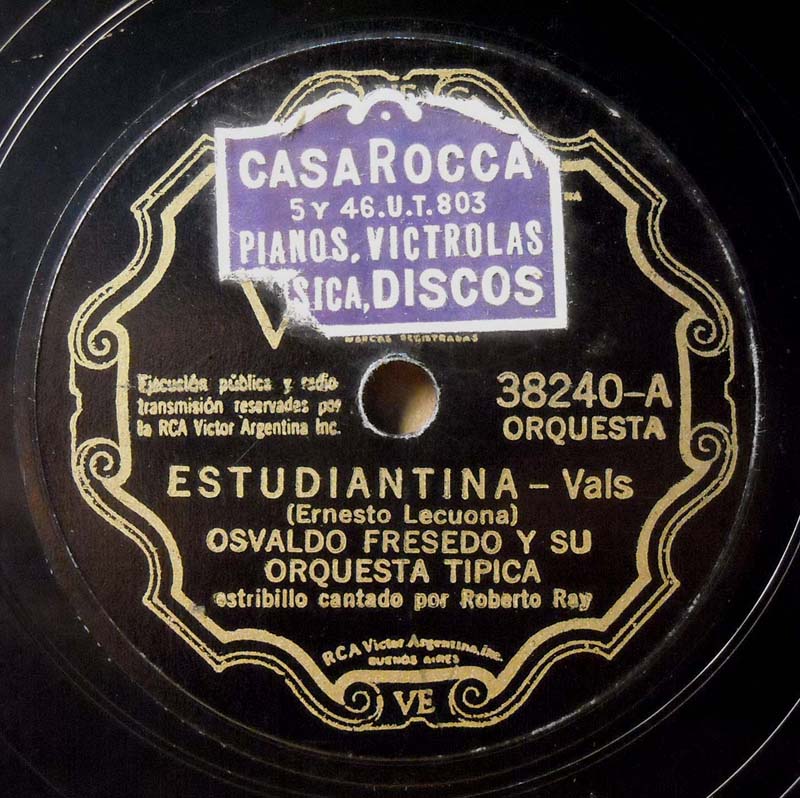 CASA ROCCA
5 Y 46.U.T.803
PIANOS, VICTROLAS
SICA, DISCOS
MARCAS REGISTRADAS
Ejecución pública y radio
transmisión reservadas por
la RCA Victor Argentina Inc.
38240-A
ORQUESTA
ESTUDIANTINA - Vals
(Ernesto Lecuona)
OSVALDO FRESEDO Y SU
ORQUESTA TIPICA
estribillo cantado por Roberto Ray
RCA Victor Argentina, Inc.
BUENOS AIRES
VE